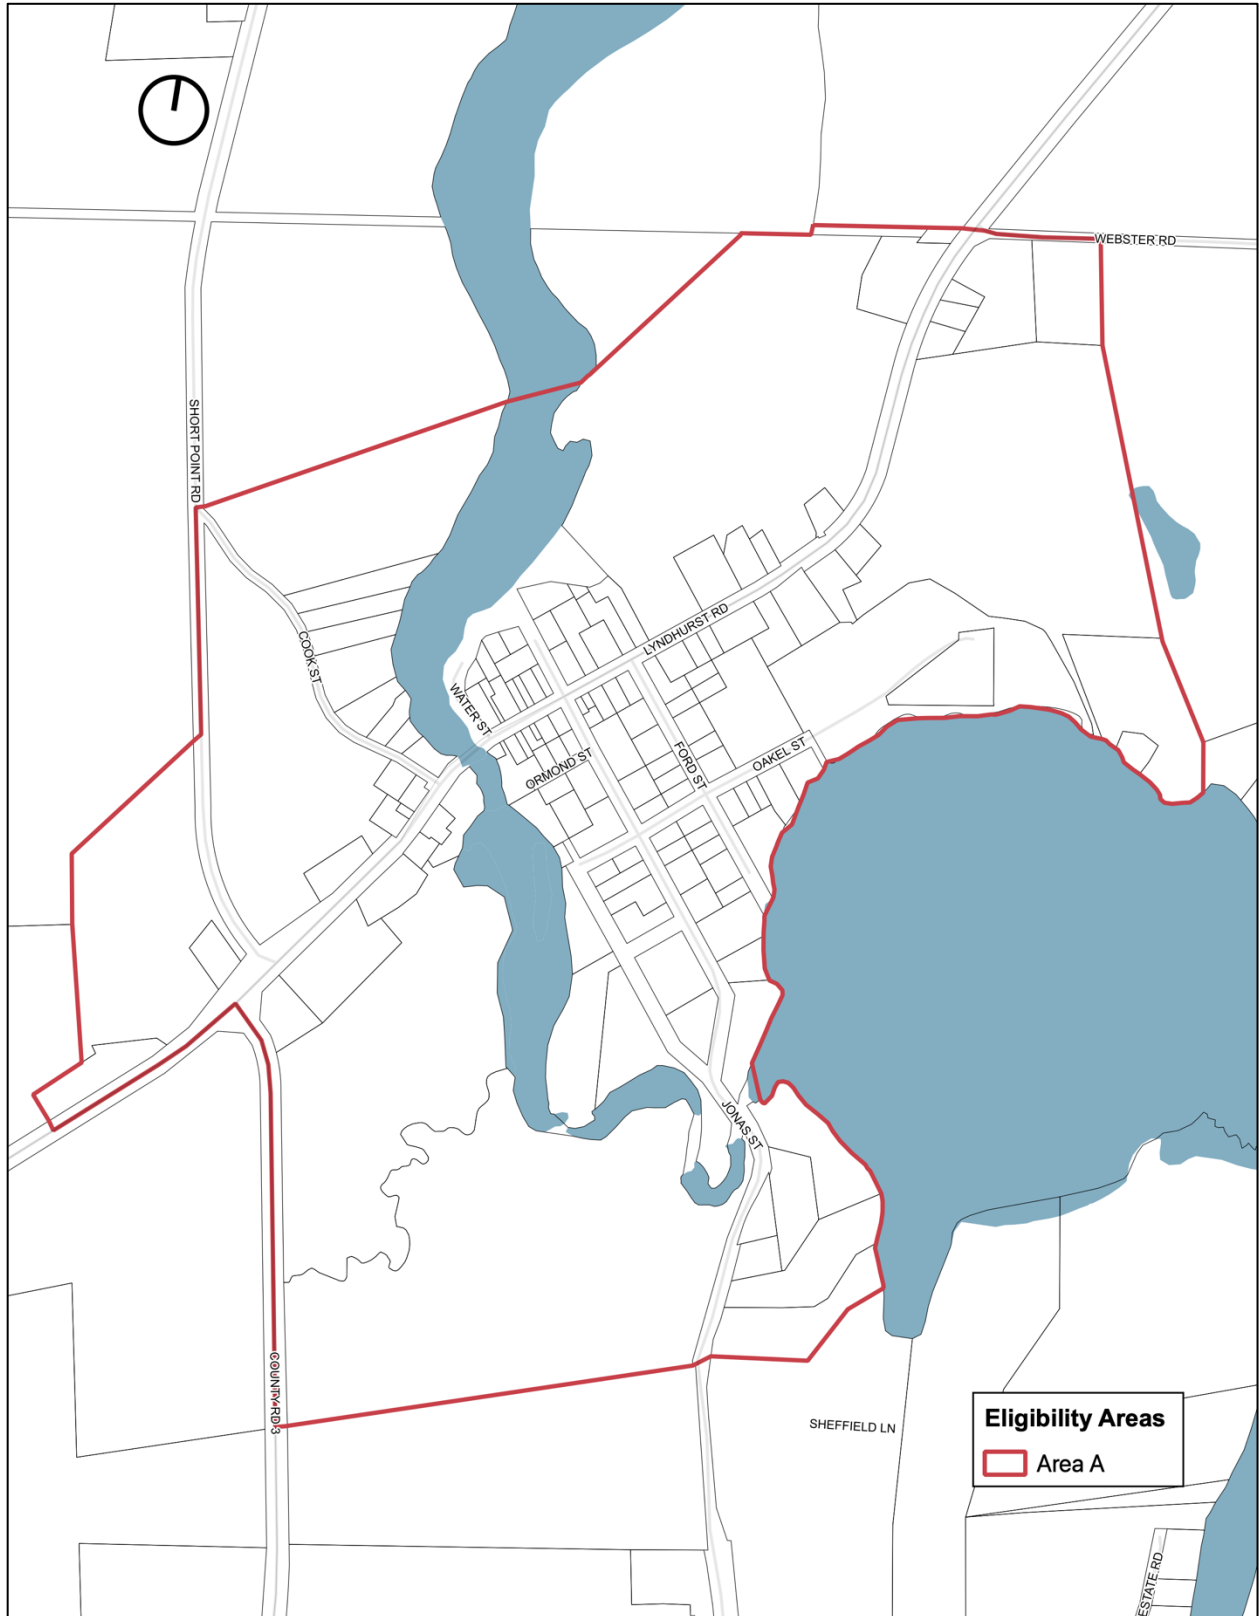 WEBSTER RD
SHORT POINT RD
LYNDHURST RD
COOK ST
WATER ST
FORD ST
OAKEL ST
ORMOND ST
JONAS ST
COUNTY RD 3
SHEFFIELD LN
Eligibility Areas
Area A
ESTATE RD